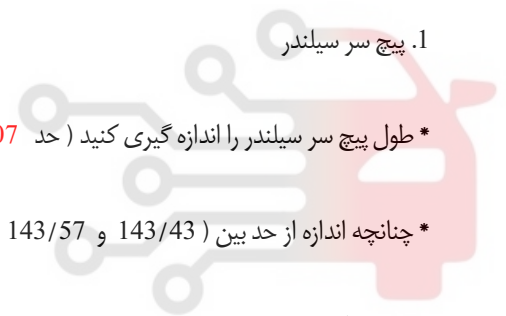 1. پیچ سر سیلندر
* طول پیچ سر سیلندر را اندازه گیری کنید ( حد
* چنانچه اندازه از حد بین ( 143/43 و 143/57